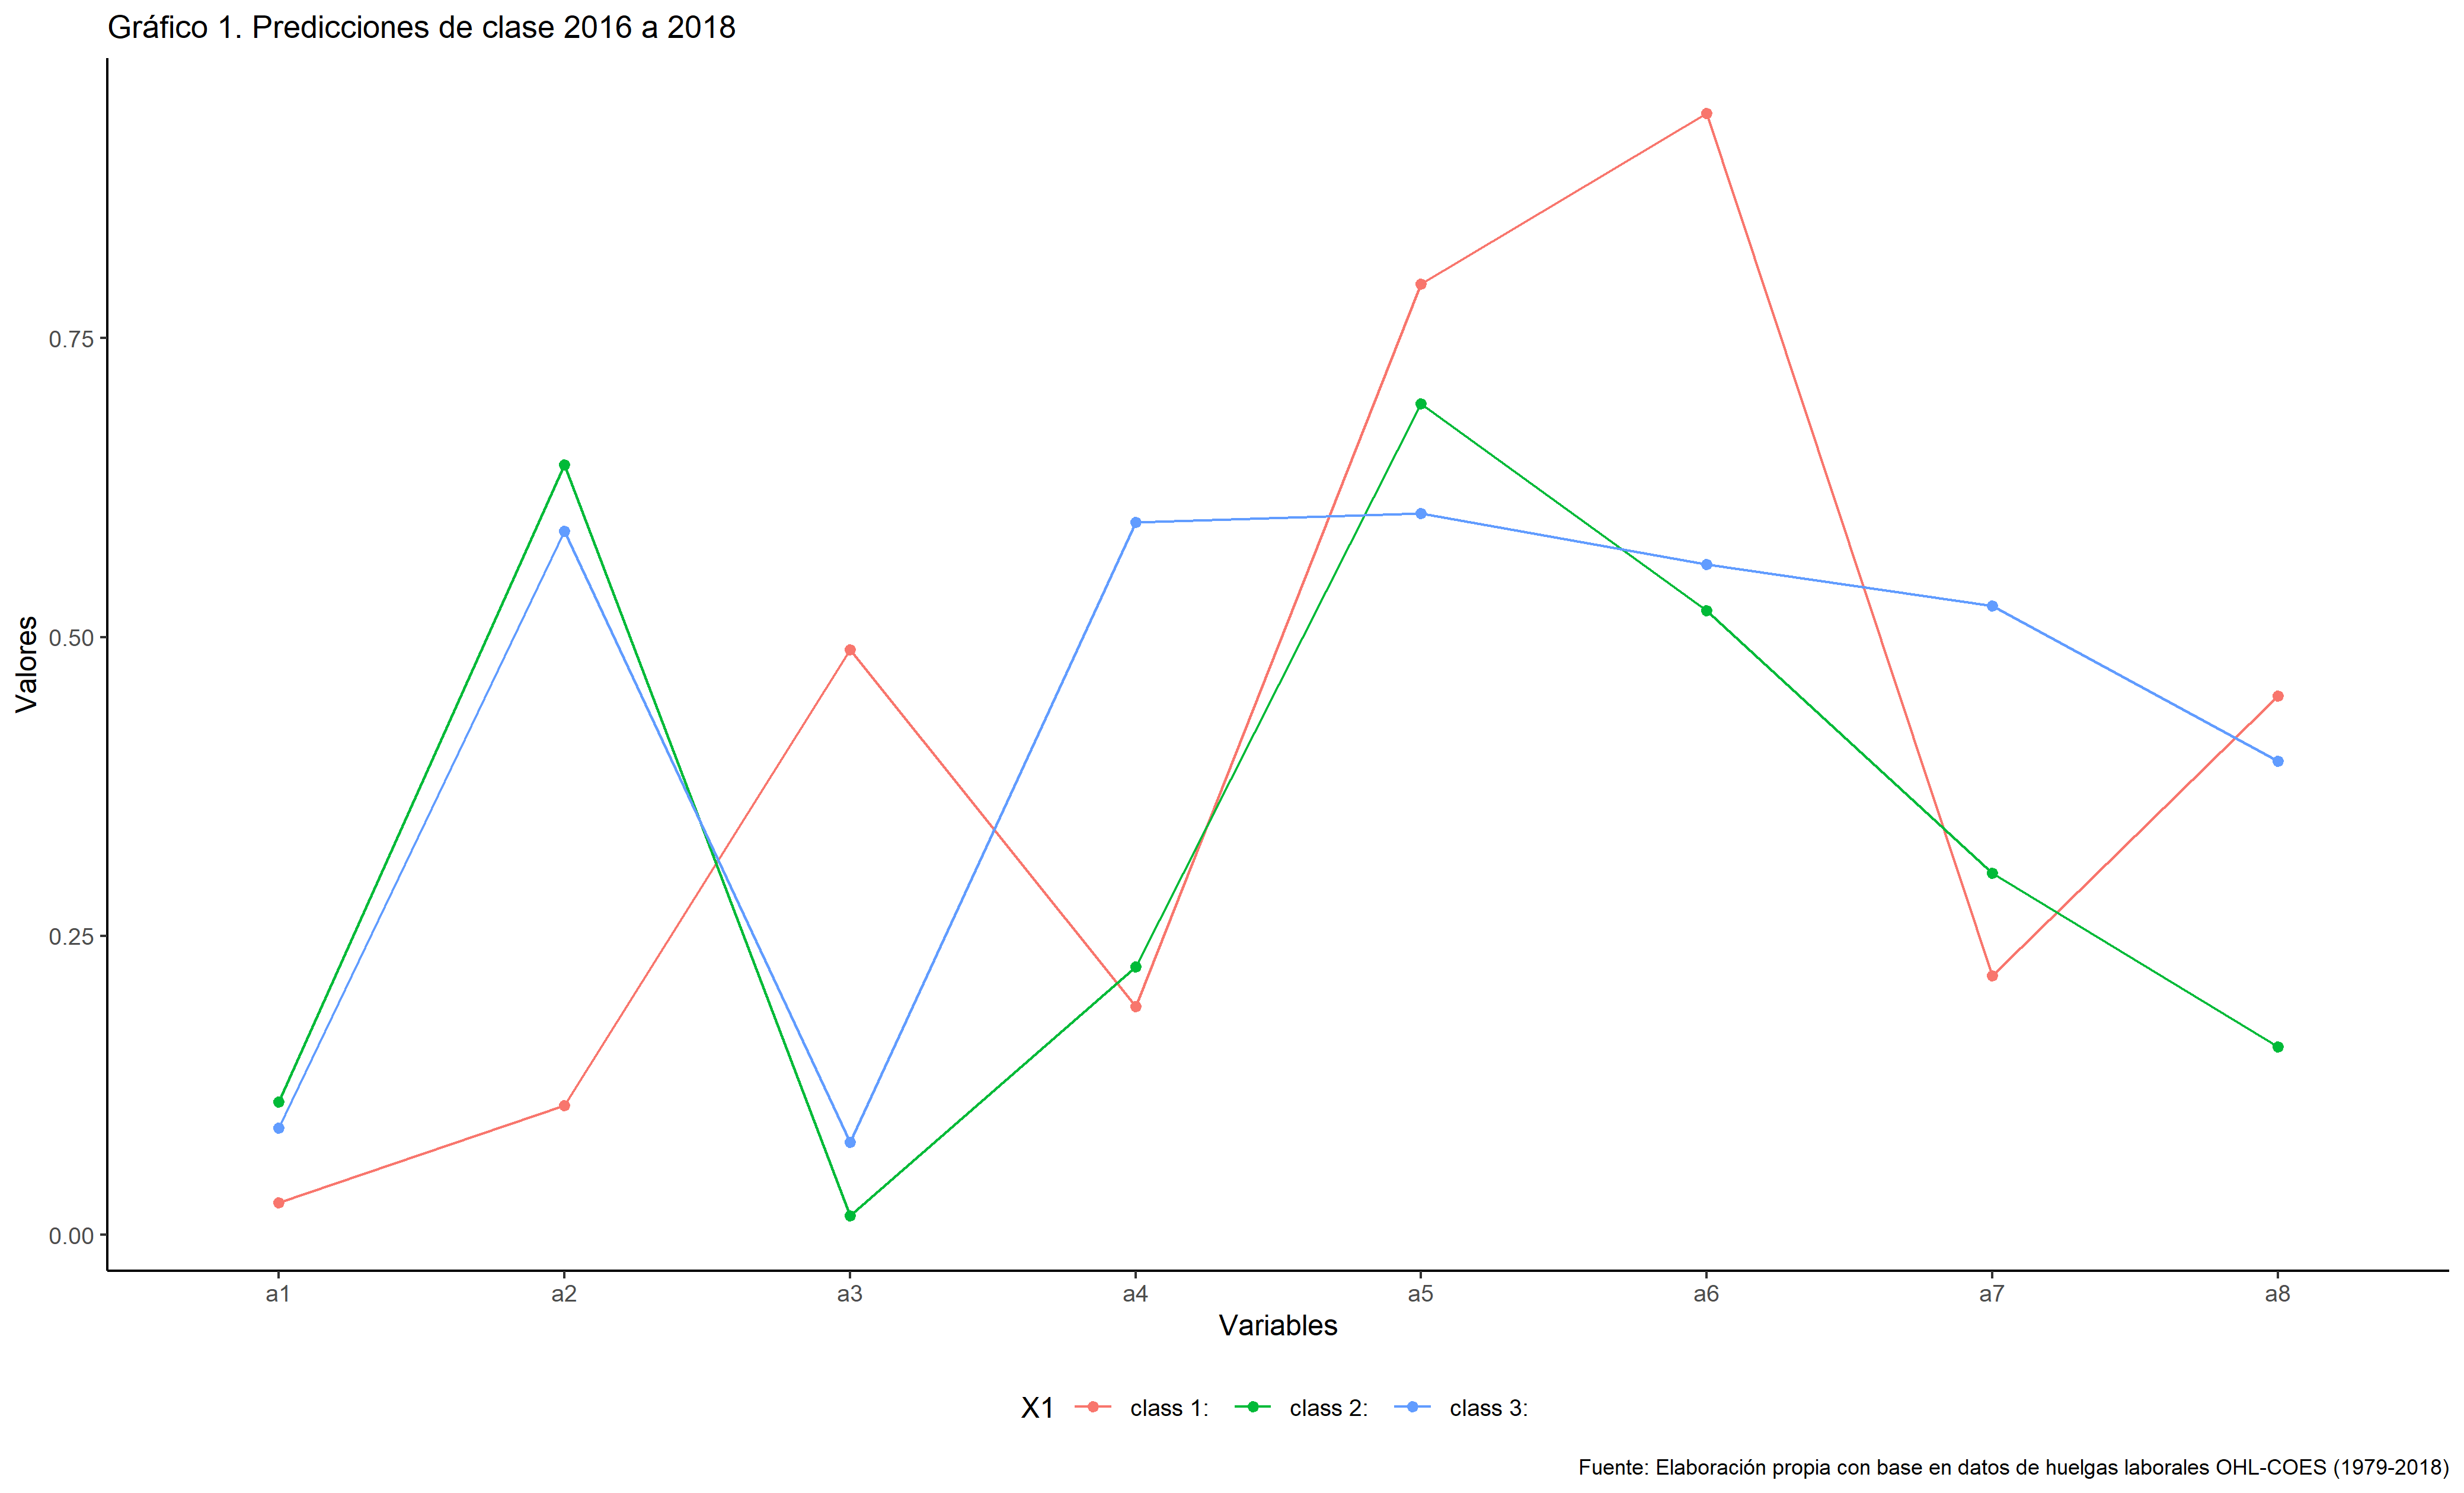 Gráfico 1. Predicciones de clase 2016 a 2018
Valores
0.75
0.50
0.25
0.00
a1 a2 a3 a4 a5 a6 a7 a8
Variables
X1 class 1: class 2: class 3:
Fuente: Elaboración propia con base en datos de huelgas laborales OHL-COES (1979-2018)